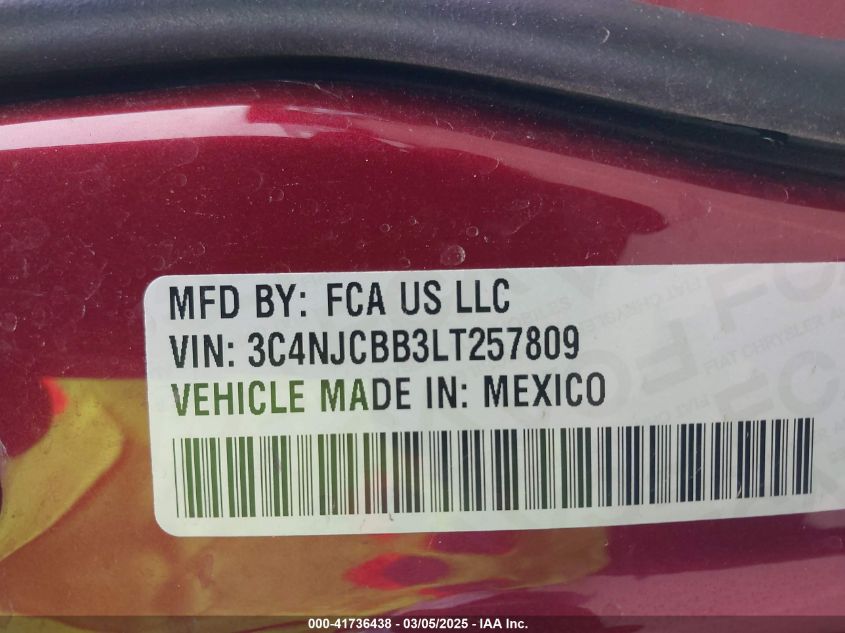 MFD BY: FCA US LLC
VIN: 3C4NJCBB3LT257809
VEHICLE MADE IN: MEXICO
000-41736438 - 03/05/2025 - IAA Inc.